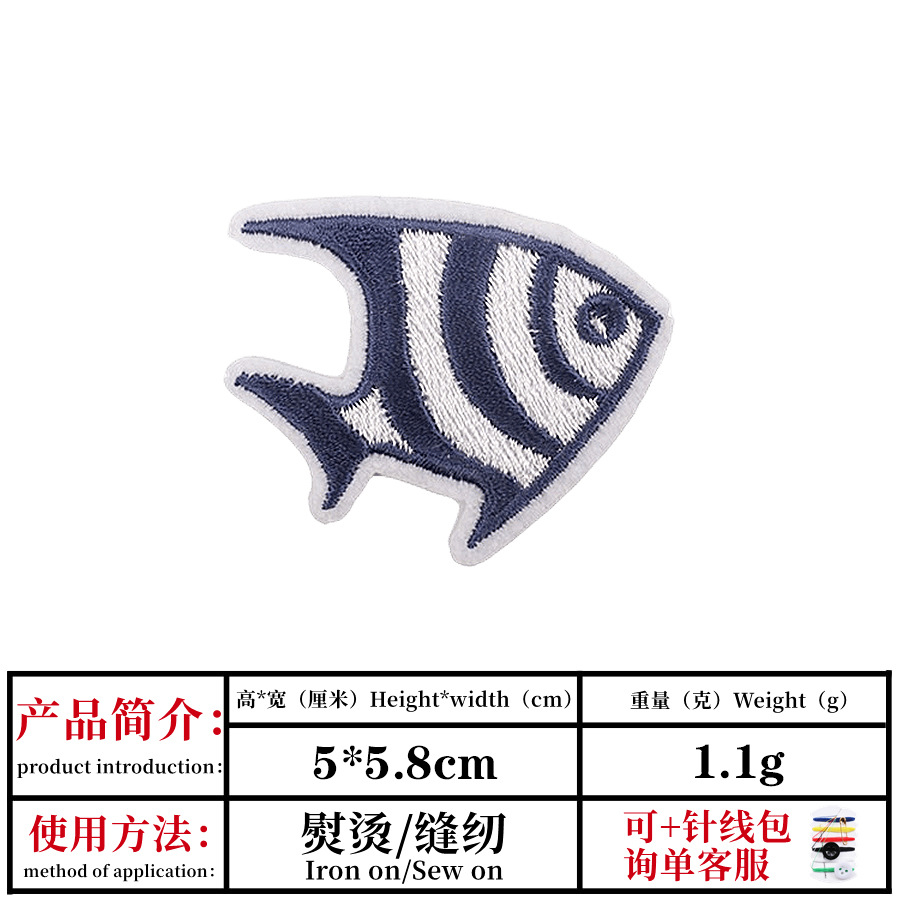 产品简介：
product introduction：
高*宽（厘米）Height*width（cm）
5*5.8cm
重量（克）Weight（g）
1.1g
使用方法：
method of application：
熨烫/缝纫
Iron on/Sew on
可+针线包
询单客服